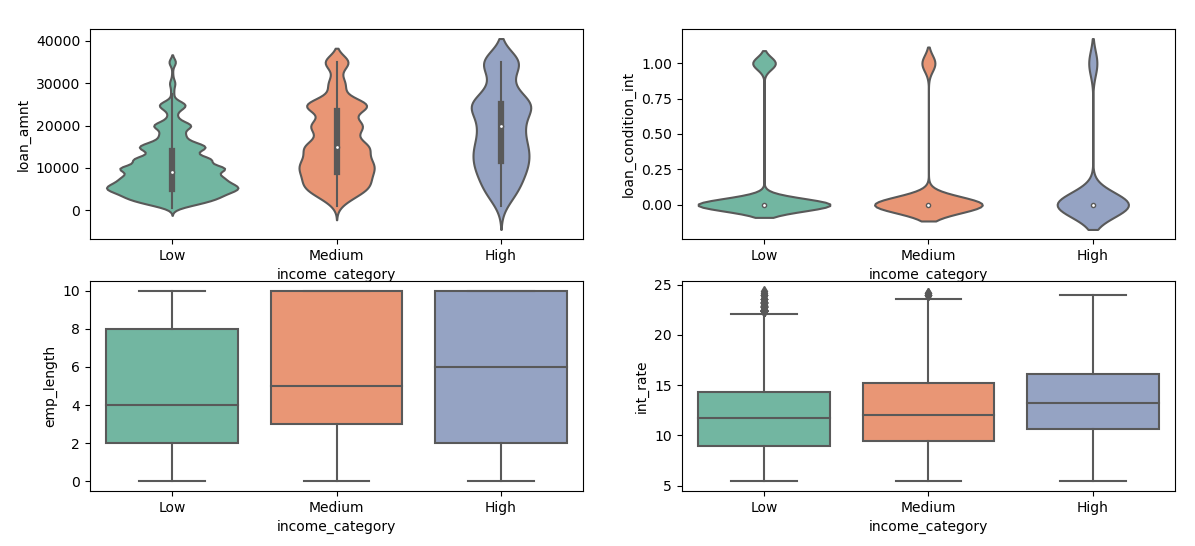 40000
30000
20000
10000
0
loan_amnt
Low Medium High
income_category
1.00
0.75
0.50
0.25
0.00
loan_condition_int
Low Medium High
income_category
10
8
6
4
2
0
emp_length
Low Medium High
income_category
25
20
15
10
5
int_rate
Low Medium High
income_category